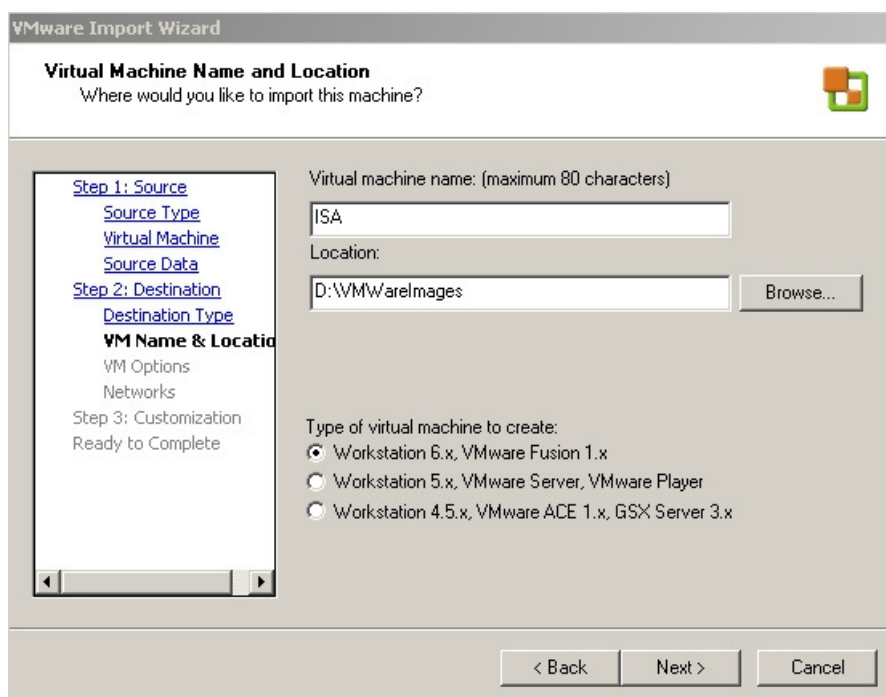 VMware Import Wizard
Virtual Machine Name and Location
Where would you like to import this machine?
Step 1: Source
Source Type
Virtual Machine
Source Data
Step 2: Destination
Destination Type
VM Name & Locatio
VM Options
Networks
Step 3: Customization
Ready to Complete
Virtual machine name: (maximum 80 characters)
ISA
Location:
D:\VMWareImages
Browse...
Type of virtual machine to create:
Workstation 6.x, VMware Fusion 1.x
Workstation 5.x, VMware Server, VMware Player
Workstation 4.5.x, VMware ACE 1.x, GSX Server 3.x
< Back
Next >
Cancel